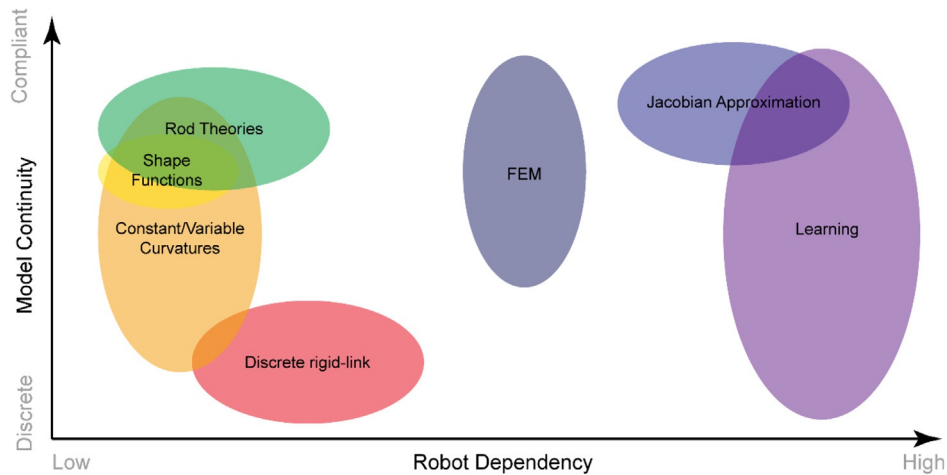 Compliant
Model Continuity
Discrete
Rod Theories
Shape
Functions
Constant/Variable
Curvatures
Discrete rigid-link
FEM
Jacobian Approximation
Learning
Low
Robot Dependency
High